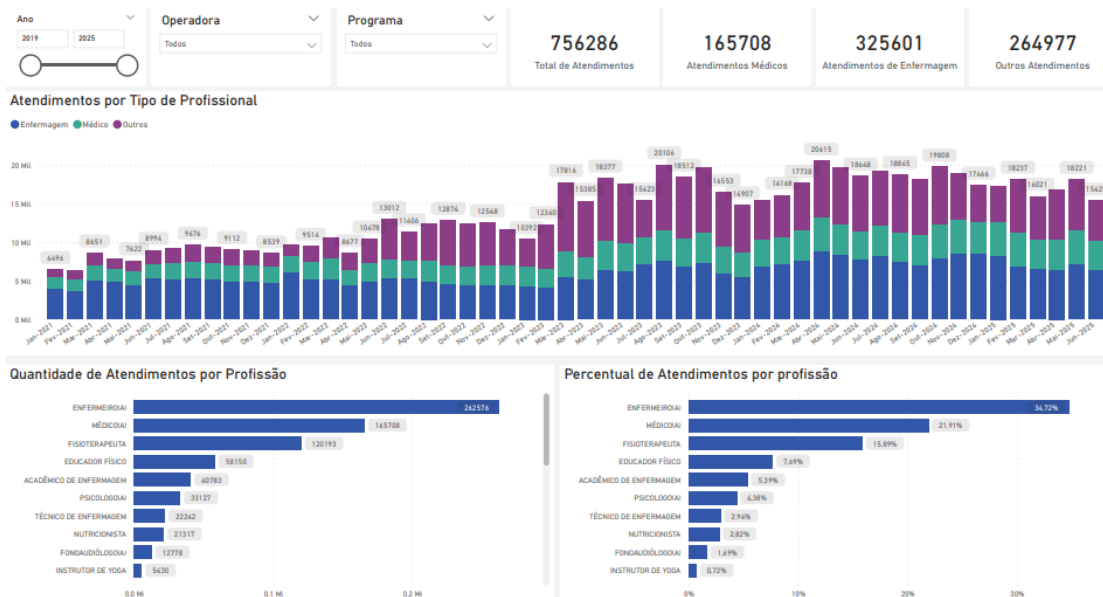 Ano
2019 2025
Operadora
Todos
Programa
Todos
756286
Total de Atendimentos
165708
Atendimentos Médicos
325601
Atendimentos de Enfermagem
264977
Outros Atendimentos
Atendimentos por Tipo de Profissional
Enfermagem Médico Outros
20 Mil
15 Mil
10 Mil
5 Mil
0 Mil
6496 8651 7622 8994 9676 9112 8539 9514 8677 10478 13012 11406 12874 12548 10392 12340 17816 15385 18377 15423 20106 18512 16553 14907 16168 17738 20615 18648 18845 19808 17466 18237 16021 18221
Jan-2021 Fev-2021 Mar-2021 Abr-2021 Mai-2021 Jun-2021 Jul-2021 Ago-2021 Set-2021 Out-2021 Nov-2021 Dez-2021 Jan-2022 Fev-2022 Mar-2022 Abr-2022 Mai-2022 Jun-2022 Jul-2022 Ago-2022 Set-2022 Out-2022 Nov-2022 Dez-2022 Jan-2023 Fev-2023 Mar-2023 Abr-2023 Mai-2023 Jun-2023 Jul-2023 Ago-2023 Set-2023 Out-2023 Nov-2023 Dez-2023 Jan-2024 Fev-2024 Mar-2024 Abr-2024 Mai-2024 Jun-2024 Jul-2024 Ago-2024 Set-2024 Out-2024 Nov-2024 Dez-2024 Jan-2025 Fev-2025 Mar-2025 Abr-2025 Mai-2025 Jun-2025
Quantidade de Atendimentos por Profissão
ENFERMEIRO(A) 262576
MÉDICO(A) 165708
FISIOTERAPEUTA 120193
EDUCADOR FÍSICO 58150
ACADÊMICO DE ENFERMAGEM 40783
PSICOLOGO(A) 33127
TÉCNICO DE ENFERMAGEM 22242
NUTRICIONISTA 21317
FONOAUDIÓLOGO(A) 12778
INSTRUTOR DE YOGA 5430
0.0 Mi 0.1 Mi 0.2 Mi
Percentual de Atendimentos por profissão
ENFERMEIRO(A) 34,72%
MÉDICO(A) 21,91%
FISIOTERAPEUTA 15,89%
EDUCADOR FÍSICO 7,69%
ACADÊMICO DE ENFERMAGEM 5,39%
PSICOLOGO(A) 4,38%
TÉCNICO DE ENFERMAGEM 2,94%
NUTRICIONISTA 2,82%
FONOAUDIÓLOGO(A) 1,69%
INSTRUTOR DE YOGA 0,72%
0% 10% 20% 30%